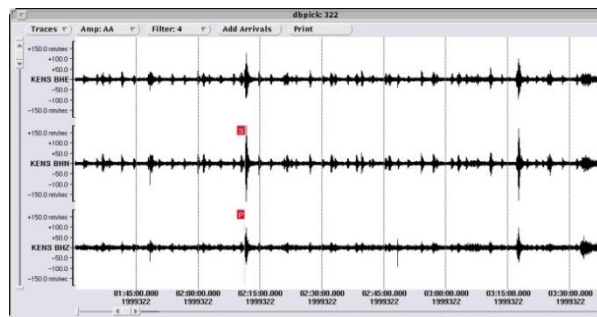 dbpick: 322
Traces Amp: AA Filter: 4 Add Arrivals Print
+150.0 nm/sec
+100.0
+50.0
KENS BHE
-50.0
-100.0
-150.0 nm/sec
+150.0 nm/sec
+100.0
+50.0
S
KENS BHN
-50.0
-100.0
-150.0 nm/sec
+150.0 nm/sec
+100.0
+50.0
P
KENS BHZ
-50.0
-100.0
-150.0 nm/sec
01:45:00.000 02:00:00.000 02:15:00.000 02:30:00.000 02:45:00.000 03:00:00.000 03:15:00.000 03:30:00
1999322 1999322 1999322 1999322 1999322 1999322 1999322 1999322